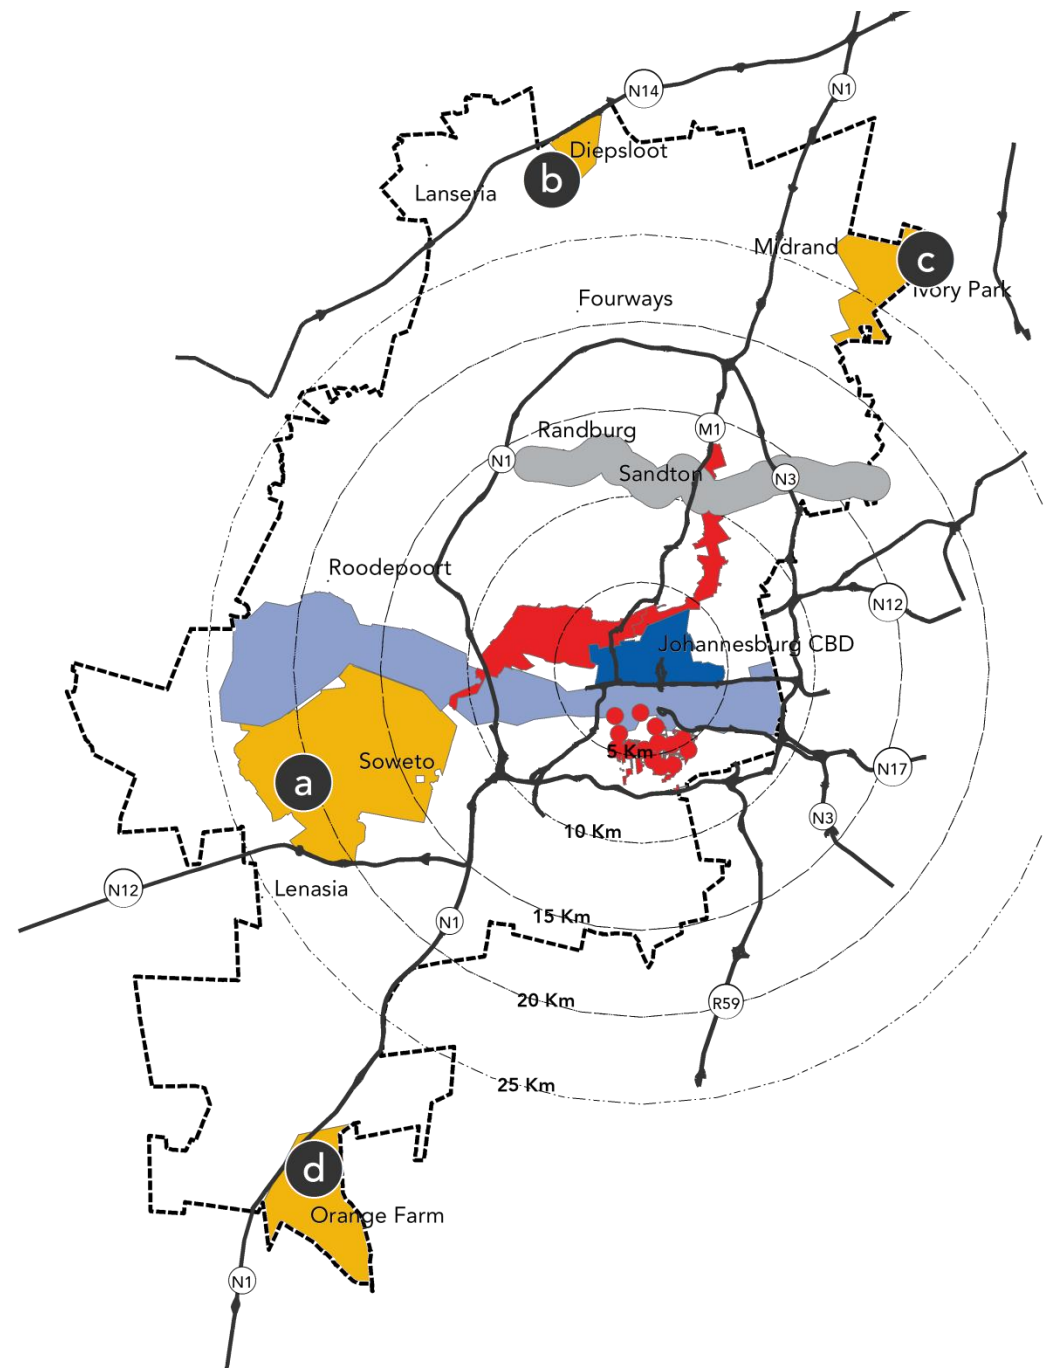 N14
N1
Diepsloot
b
Lanseria
Midrand
c
Ivory Park
Fourways
M1
Randburg
N1
Sandton
N3
Roodepoort
N12
Johannesburg CBD
5 Km
Soweto
a
N17
N3
10 Km
N12
Lenasia
15 Km
N1
20 Km
R59
25 Km
d
Orange Farm
N1